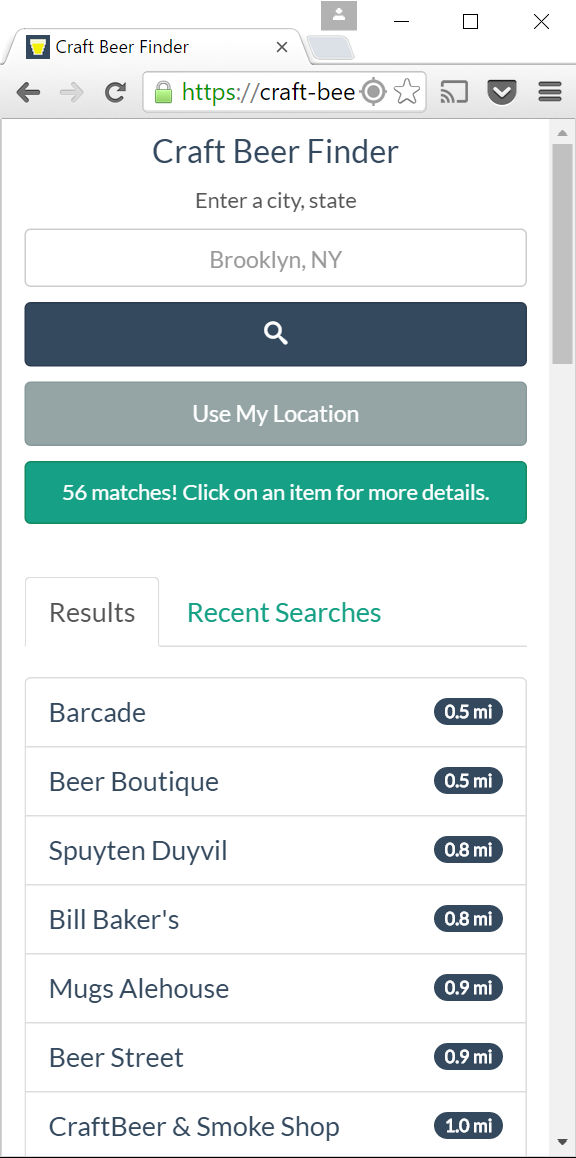 Craft Beer Finder
https://craft-bee
Craft Beer Finder
Enter a city, state
Brooklyn, NY
Use My Location
56 matches! Click on an item for more details.
Results Recent Searches
Barcade 0.5 mi
Beer Boutique 0.5 mi
Spuyten Duyvil 0.8 mi
Bill Baker's 0.8 mi
Mugs Alehouse 0.9 mi
Beer Street 0.9 mi
CraftBeer & Smoke Shop 1.0 mi